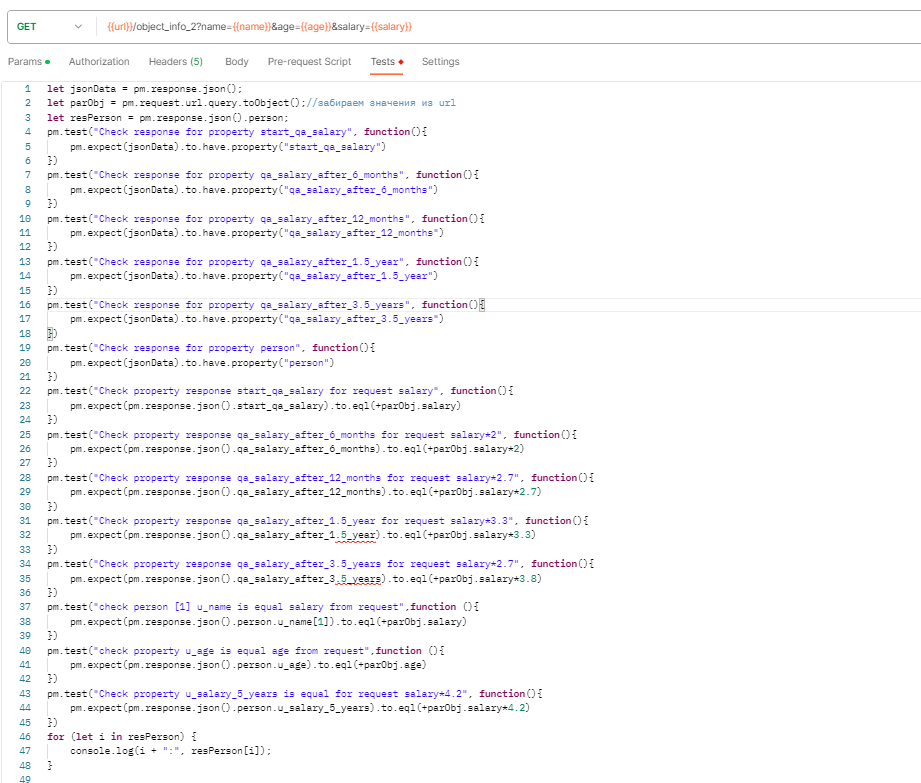 GET {{url}}/object_info_2?name={{name}}&age={{age}}&salary={{salary}}
Params Authorization Headers (5) Body Pre-request Script Tests Settings
1 let jsonData = pm.response.json();
2 let parObj = pm.request.url.query.toObject();//забираем значения из url
3 let resPerson = pm.response.json().person;
4 pm.test("Check response for property start_qa_salary", function(){
5 pm.expect(jsonData).to.have.property("start_qa_salary")
6 })
7 pm.test("Check response for property qa_salary_after_6_months", function(){
8 pm.expect(jsonData).to.have.property("qa_salary_after_6_months")
9 })
10 pm.test("Check response for property qa_salary_after_12_months", function(){
11 pm.expect(jsonData).to.have.property("qa_salary_after_12_months")
12 })
13 pm.test("Check response for property qa_salary_after_1.5_year", function(){
14 pm.expect(jsonData).to.have.property("qa_salary_after_1.5_year")
15 })
16 pm.test("Check response for property qa_salary_after_3.5_years", function(){
17 pm.expect(jsonData).to.have.property("qa_salary_after_3.5_years")
18 })
19 pm.test("Check response for property person", function(){
20 pm.expect(jsonData).to.have.property("person")
21 })
22 pm.test("Check property response start_qa_salary for request salary", function(){
23 pm.expect(pm.response.json().start_qa_salary).to.eql(+parObj.salary)
24 })
25 pm.test("Check property response qa_salary_after_6_months for request salary*2", function(){
26 pm.expect(pm.response.json().qa_salary_after_6_months).to.eql(+parObj.salary*2)
27 })
28 pm.test("Check property response qa_salary_after_12_months for request salary*2.7", function(){
29 pm.expect(pm.response.json().qa_salary_after_12_months).to.eql(+parObj.salary*2.7)
30 })
31 pm.test("Check property response qa_salary_after_1.5_year for request salary*3.3", function(){
32 pm.expect(pm.response.json().qa_salary_after_1.5_year).to.eql(+parObj.salary*3.3)
33 })
34 pm.test("Check property response qa_salary_after_3.5_years for request salary*2.7", function(){
35 pm.expect(pm.response.json().qa_salary_after_3.5_years).to.eql(+parObj.salary*3.8)
36 })
37 pm.test("check person [1] u_name is equal salary from request",function (){
38 pm.expect(pm.response.json().person.u_name[1]).to.eql(+parObj.salary)
39 })
40 pm.test("check property u_age is equal age from request",function (){
41 pm.expect(pm.response.json().person.u_age).to.eql(+parObj.age)
42 })
43 pm.test("Check property u_salary_5_years is equal for request salary*4.2", function(){
44 pm.expect(pm.response.json().person.u_salary_5_years).to.eql(+parObj.salary*4.2)
45 })
46 for (let i in resPerson) {
47 console.log(i + ":", resPerson[i]);
48 }
49